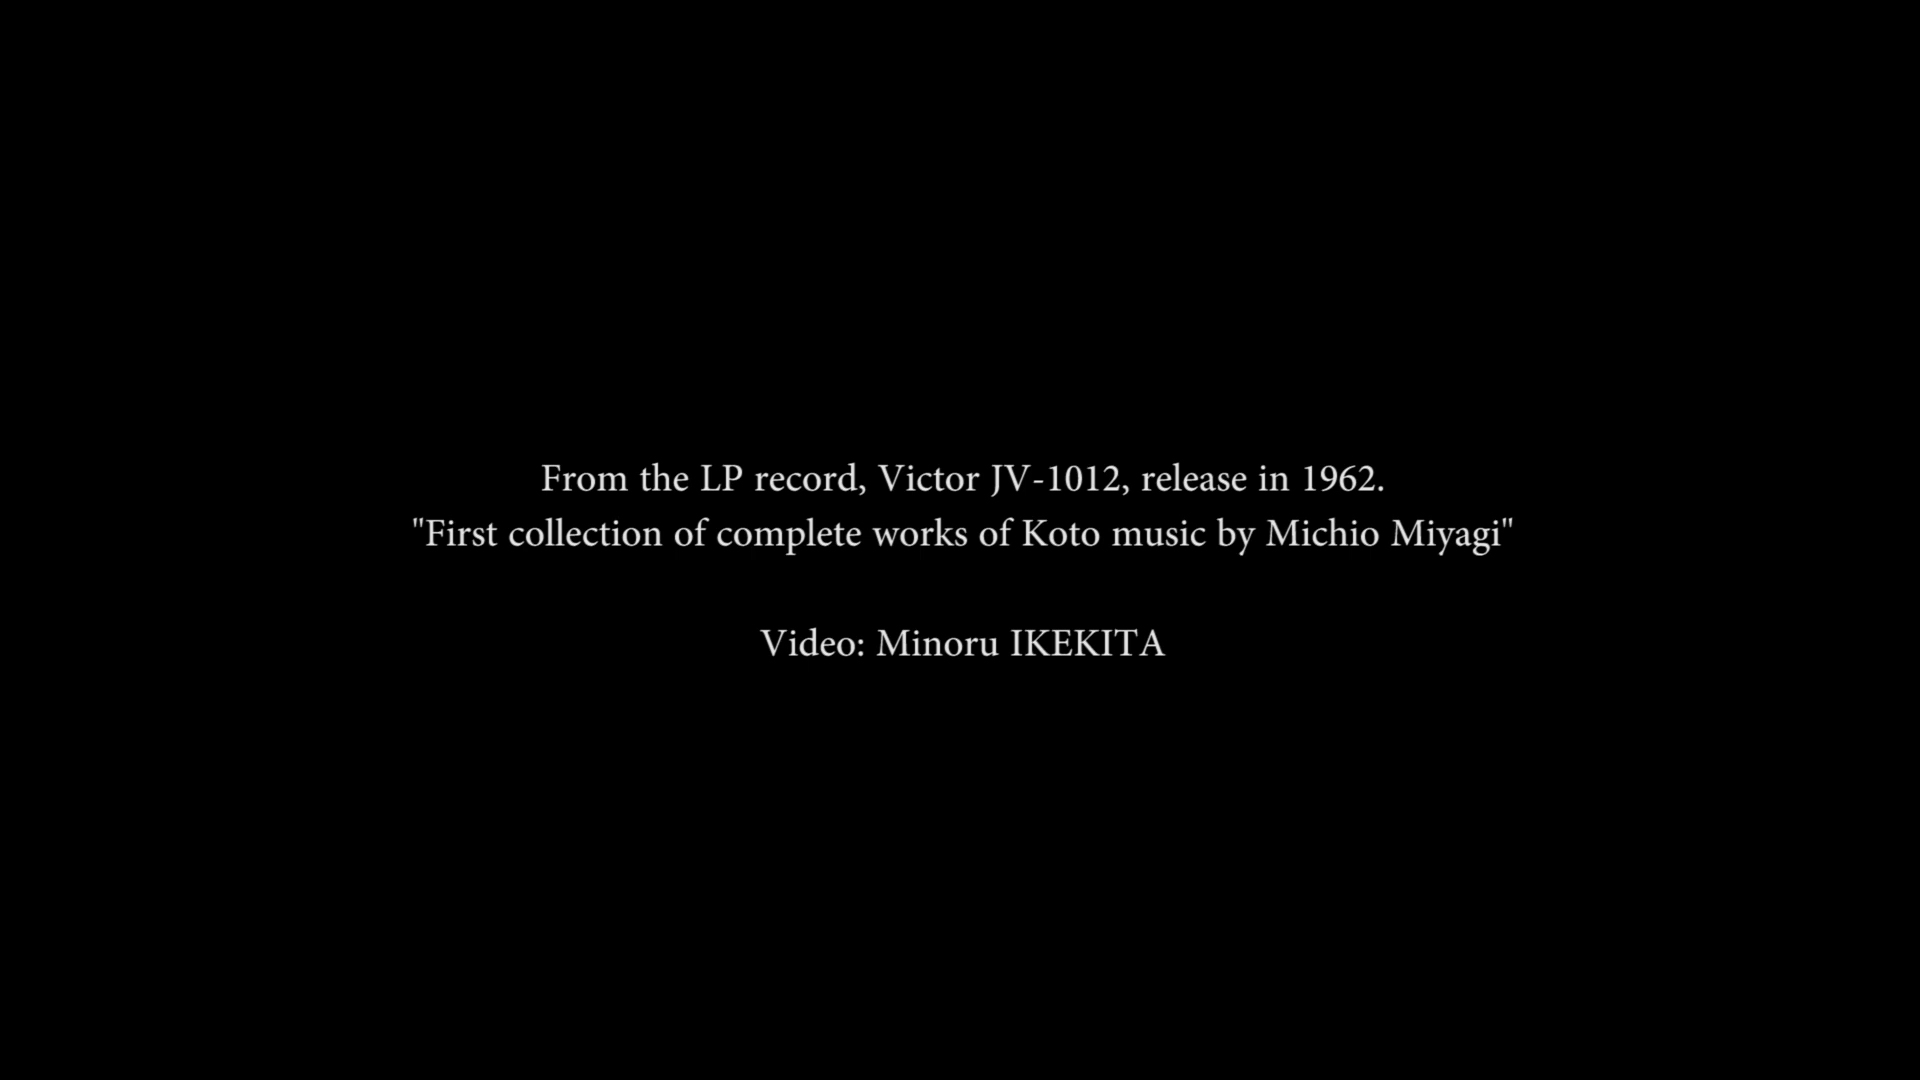 From the LP record, Victor JV-1012, release in 1962.
"First collection of complete works of Koto music by Michio Miyagi"
Video: Minoru IKEKITA